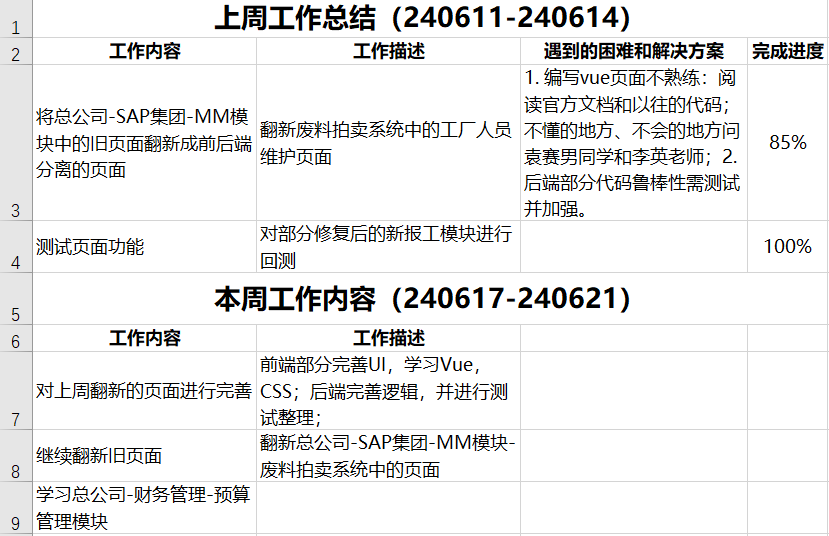 1
上周工作总结（240611-240614）
2
工作内容
工作描述
遇到的困难和解决方案
完成进度
3
将总公司-SAP集团-MM模
块中的旧页面翻新成前后端
分离的页面
翻新废料拍卖系统中的工厂人员
维护页面
1. 编写vue页面不熟练：阅
读官方文档和以往的代码；
不懂的地方、不会的地方问
袁赛男同学和李英老师；2.
后端部分代码鲁棒性需测试
并加强。
85%
4
测试页面功能
对部分修复后的新报工模块进行
回测
100%
5
本周工作内容（240617-240621）
6
工作内容
工作描述
7
对上周翻新的页面进行完善
前端部分完善UI，学习Vue，
CSS；后端完善逻辑，并进行测
试整理；
8
继续翻新旧页面
翻新总公司-SAP集团-MM模块-
废料拍卖系统中的页面
9
学习总公司-财务管理-预算
管理模块